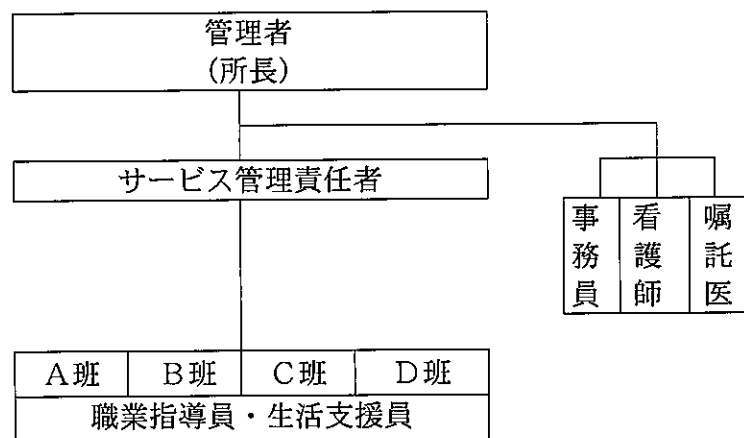 管理者
(所長)
サービス管理責任者
事務員
看護師
嘱託医
A班
B班
C班
D班
職業指導員・生活支援員